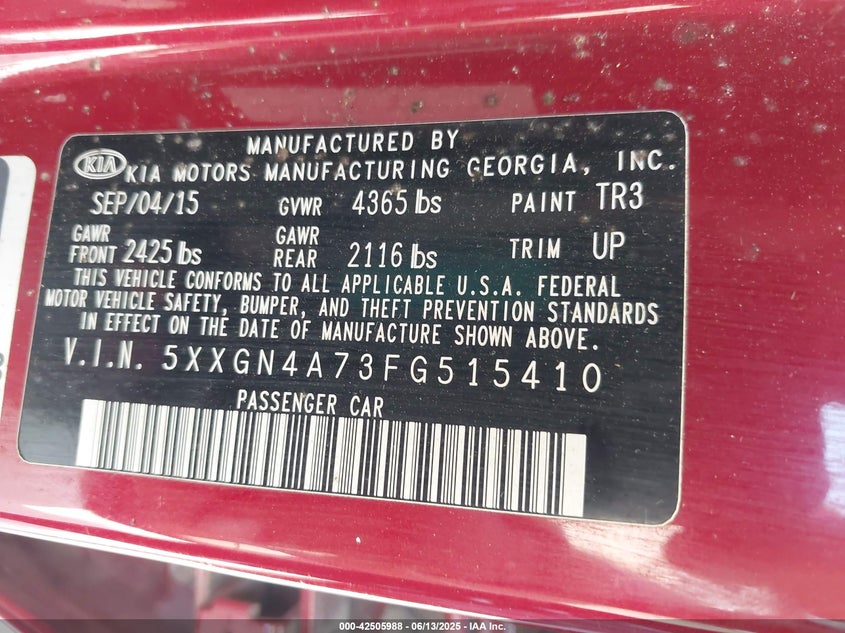 MANUFACTURED BY
KIA KIA MOTORS MANUFACTURING GEORGIA, INC.
SEP/04/15 GVWR 4365 lbs PAINT TR3
GAWR FRONT 2425 lbs GAWR REAR 2116 lbs TRIM UP
THIS VEHICLE CONFORMS TO ALL APPLICABLE U.S.A. FEDERAL
MOTOR VEHICLE SAFETY, BUMPER, AND THEFT PREVENTION STANDARDS
IN EFFECT ON THE DATE OF MANUFACTURE SHOWN ABOVE.
V.I.N. 5XXGN4A73FG515410
PASSENGER CAR
000-42505988 - 06/13/2025 - IAA Inc.